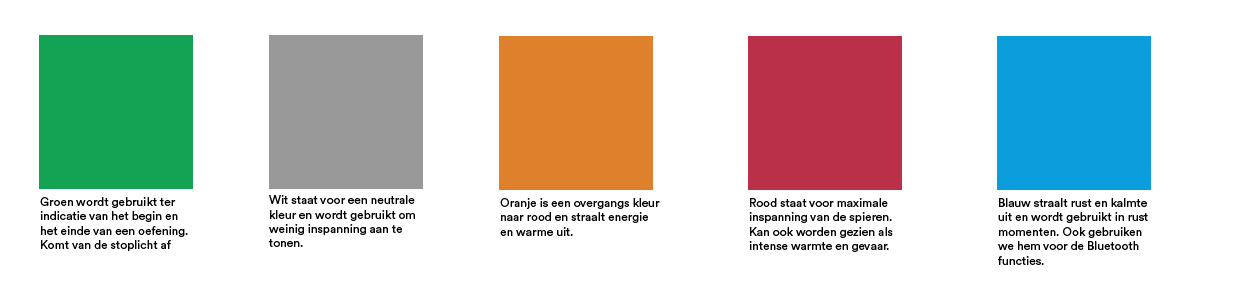 Groen wordt gebruikt ter
indicatie van het begin en
het einde van een oefening.
Komt van de stoplicht af
Wit staat voor een neutrale
kleur en wordt gebruikt om
weinig inspanning aan te
tonen.
Oranje is een overgangs kleur
naar rood en straalt energie
en warme uit.
Rood staat voor maximale
inspanning van de spieren.
Kan ook worden gezien als
intense warmte en gevaar.
Blauw straalt rust en kalmte
uit en wordt gebruikt in rust
momenten. Ook gebruiken
we hem voor de Bluetooth
functies.